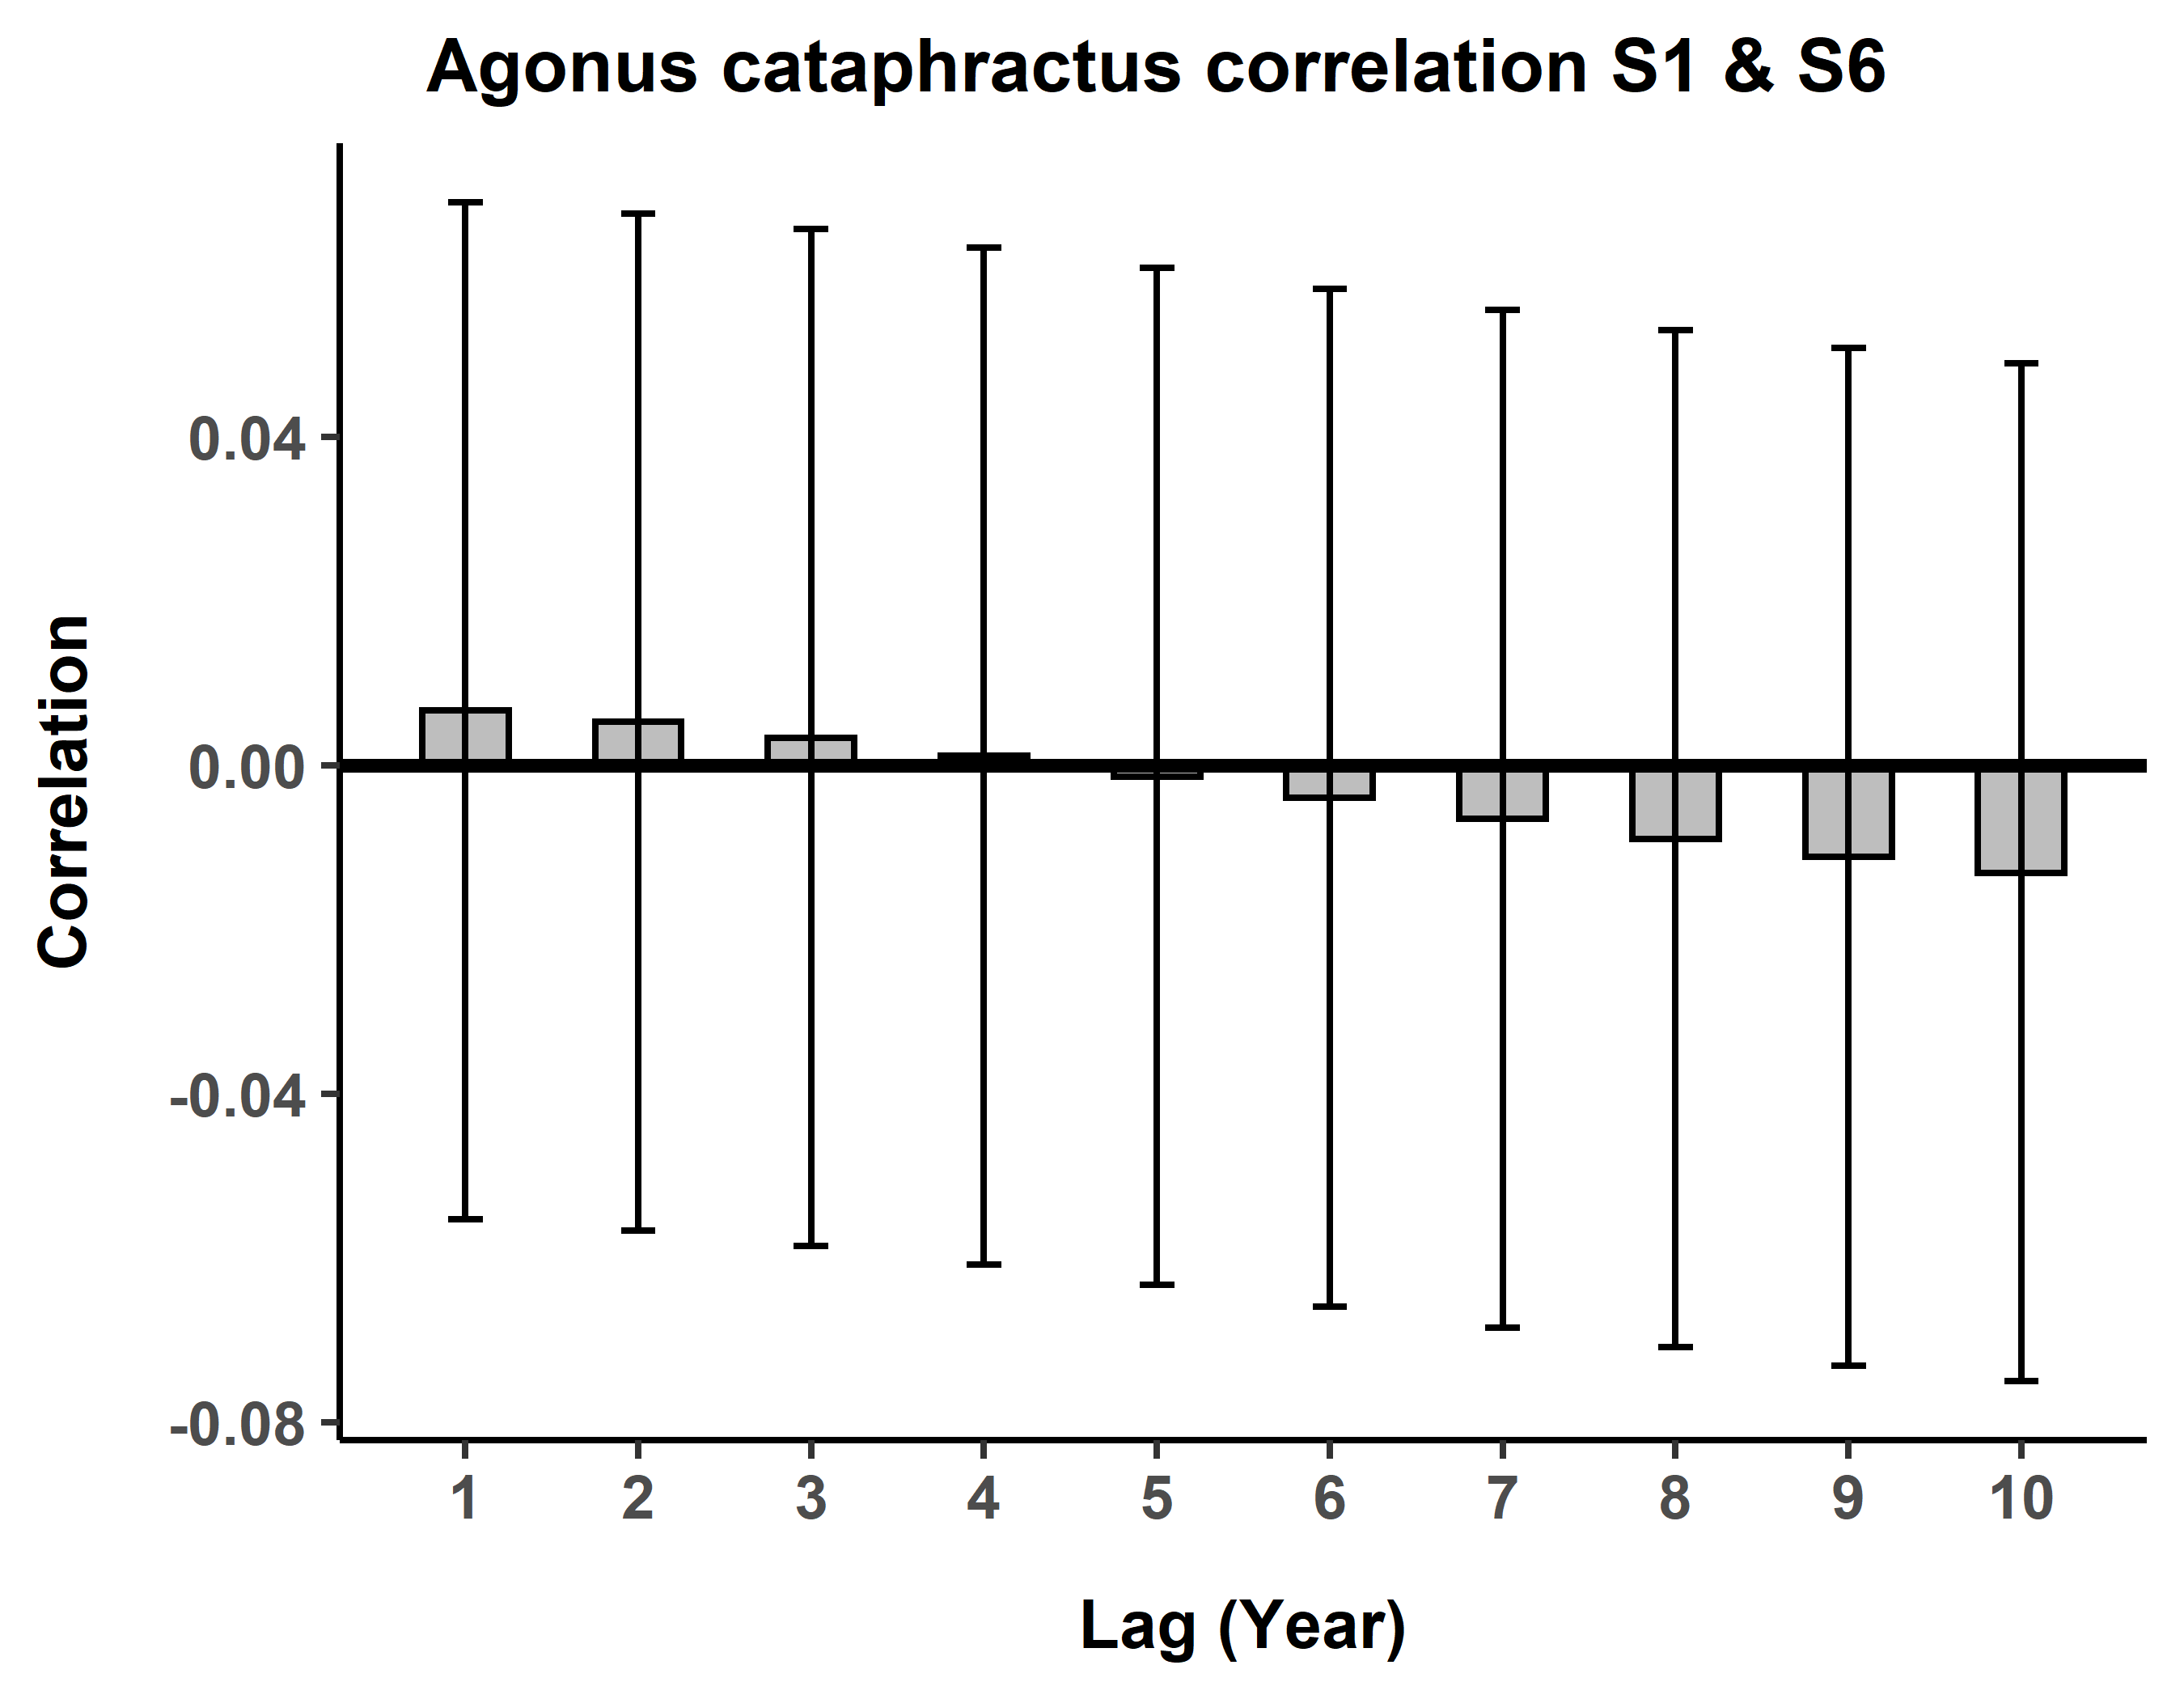 Agonus cataphractus correlation S1 & S6
Correlation
0.04
0.00
-0.04
-0.08
1 2 3 4 5 6 7 8 9 10
Lag (Year)